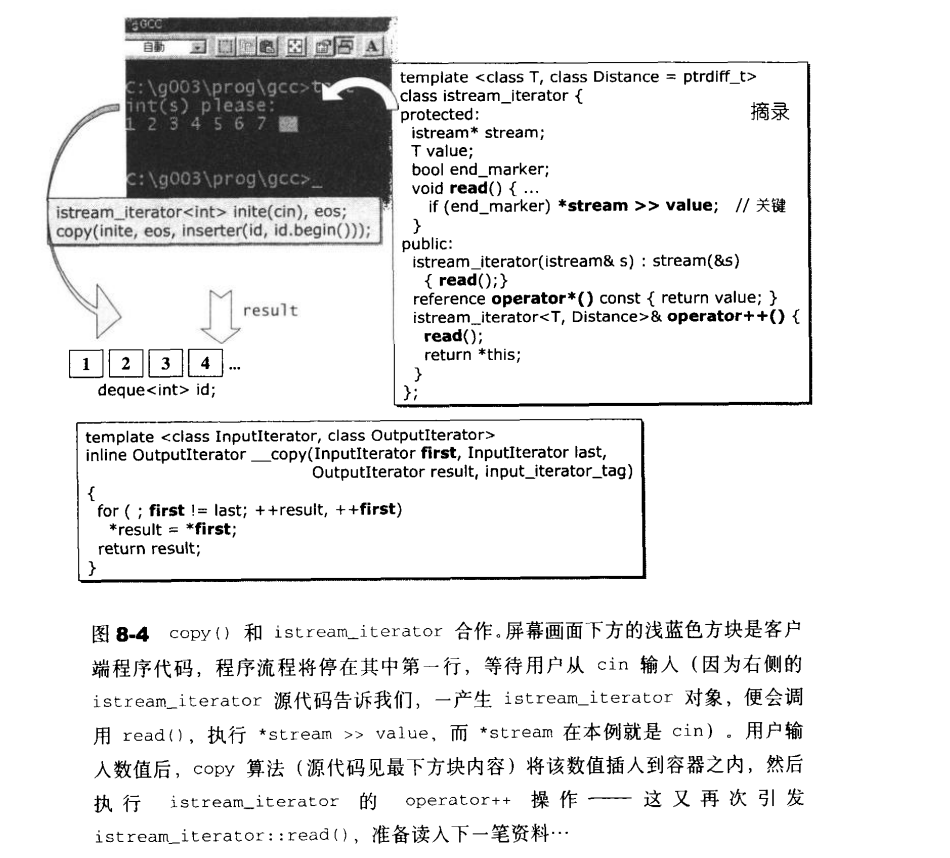 GCC
自動
A
C:\g003\prog\gcc>t
int(s) please:
1 2 3 4 5 6 7
C:\g003\prog\gcc>_
istream_iterator<int> inite(cin), eos;
copy(inite, eos, inserter(id, id.begin()));
result
1 2 3 4 ...
deque<int> id;
template <class T, class Distance = ptrdiff_t>
class istream_iterator {
摘录
protected:
istream* stream;
T value;
bool end_marker;
void read() { ...
if (end_marker) *stream >> value; // 关键
}
public:
istream_iterator(istream& s) : stream(&s)
{ read();}
reference operator*() const { return value; }
istream_iterator<T, Distance>& operator++() {
read();
return *this;
}
};
template <class InputIterator, class OutputIterator>
inline OutputIterator __copy(InputIterator first, InputIterator last,
OutputIterator result, input_iterator_tag)
{
for ( ; first != last; ++result, ++first)
*result = *first;
return result;
}
图 8-4 copy() 和 istream_iterator 合作。屏幕画面下方的浅蓝色方块是客户
端程序代码，程序流程将停在其中第一行，等待用户从 cin 输入（因为右侧的
istream_iterator 源代码告诉我们，一产生 istream_iterator 对象，便会调
用 read()，执行 *stream >> value，而 *stream 在本例就是 cin）。用户输
入数值后，copy 算法（源代码见最下方块内容）将该数值插入到容器之内，然后
执行 istream_iterator 的 operator++ 操作——这又再次引发
istream_iterator::read()，准备读入下一笔资料…